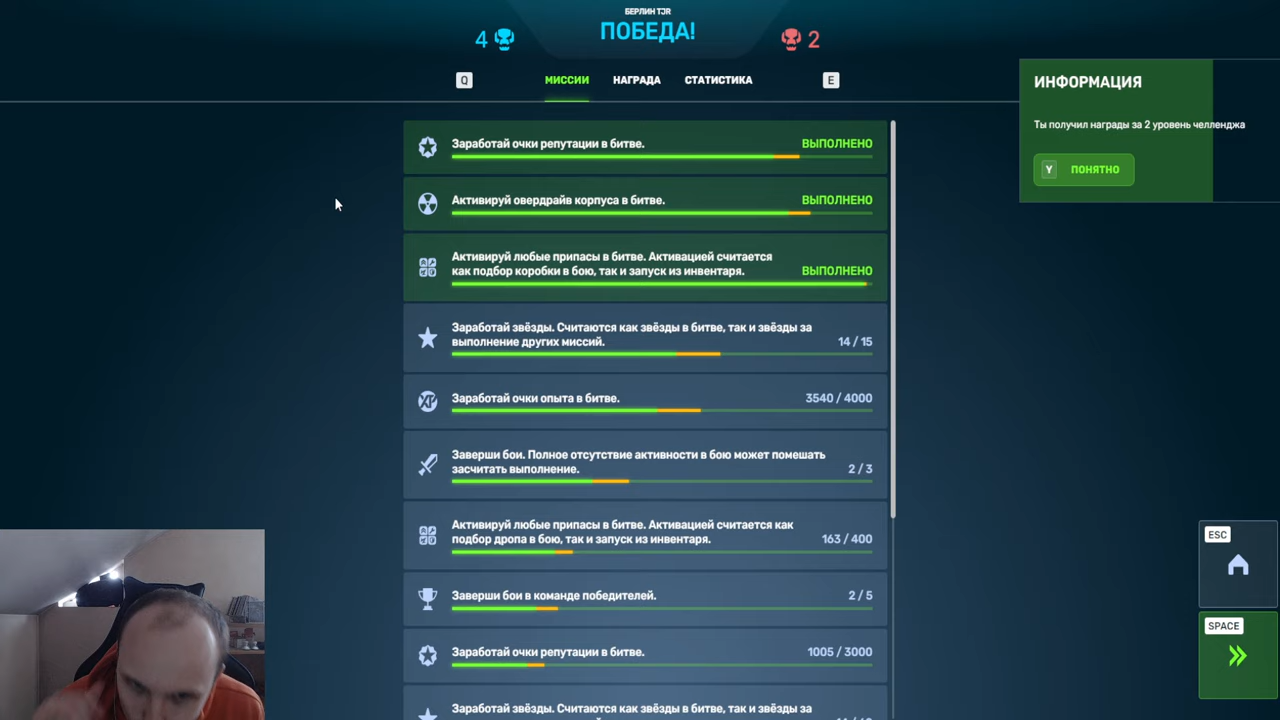 БЕРЛИН TJR
4
ПОБЕДА!
2
Q
МИССИИ
НАГРАДА
СТАТИСТИКА
E
ИНФОРМАЦИЯ
Ты получил награды за 2 уровень челленджа
Y
ПОНЯТНО
Заработай очки репутации в битве.
ВЫПОЛНЕНО
Активируй овердрайв корпуса в битве.
ВЫПОЛНЕНО
Активируй любые припасы в битве. Активацией считается
как подбор коробки в бою, так и запуск из инвентаря.
ВЫПОЛНЕНО
Заработай звёзды. Считаются как звёзды в битве, так и звёзды за
выполнение других миссий.
14 / 15
Заработай очки опыта в битве.
3540 / 4000
Заверши бои. Полное отсутствие активности в бою может помешать
засчитать выполнение.
2 / 3
Активируй любые припасы в битве. Активацией считается как
подбор дропа в бою, так и запуск из инвентаря.
163 / 400
Заверши бои в команде победителей.
2 / 5
Заработай очки репутации в битве.
1005 / 3000
Заработай звёзды. Считаются как звёзды в битве, так и звёзды за
ESC
SPACE